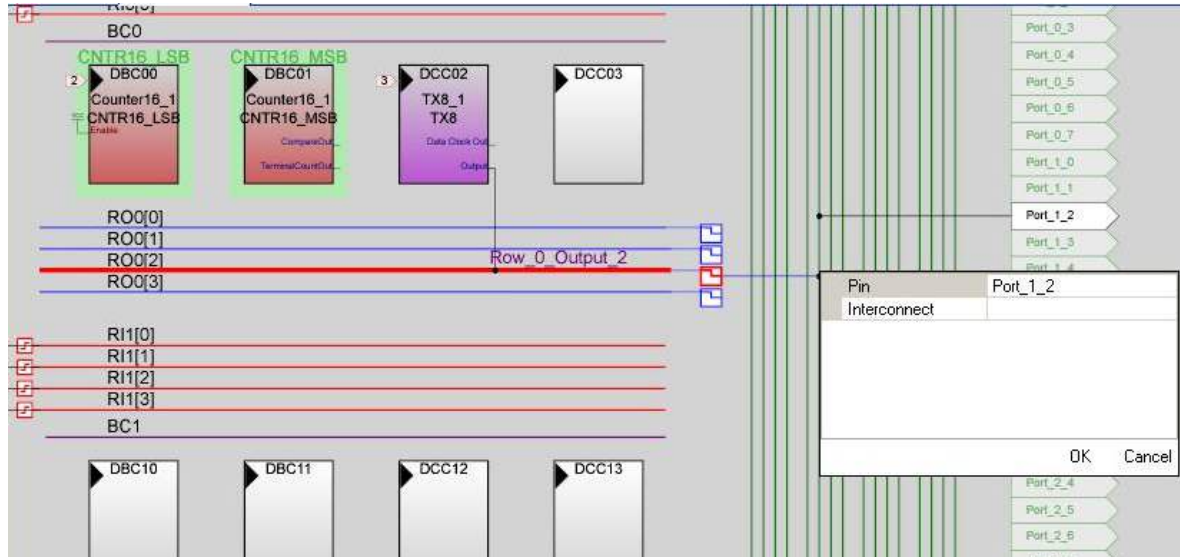 BC0
CNTR16_LSB
CNTR16_MSB
2
DBC00
Counter16_1
CNTR16_LSB
Enable
DBC01
Counter16_1
CNTR16_MSB
CompareOut
TerminalCountOut
3
DCC02
TX8_1
TX8
Data Clock Out
Output
DCC03
RO0[0]
RO0[1]
RO0[2]
Row_0_Output_2
RO0[3]
RI1[0]
RI1[1]
RI1[2]
RI1[3]
BC1
DBC10
DBC11
DCC12
DCC13
Port_0_3
Port_0_4
Port_0_5
Port_0_6
Port_0_7
Port_1_0
Port_1_1
Port_1_2
Port_1_3
Port_1_4
Pin Port_1_2
Interconnect
OK Cancel
Port_2_4
Port_2_5
Port_2_6